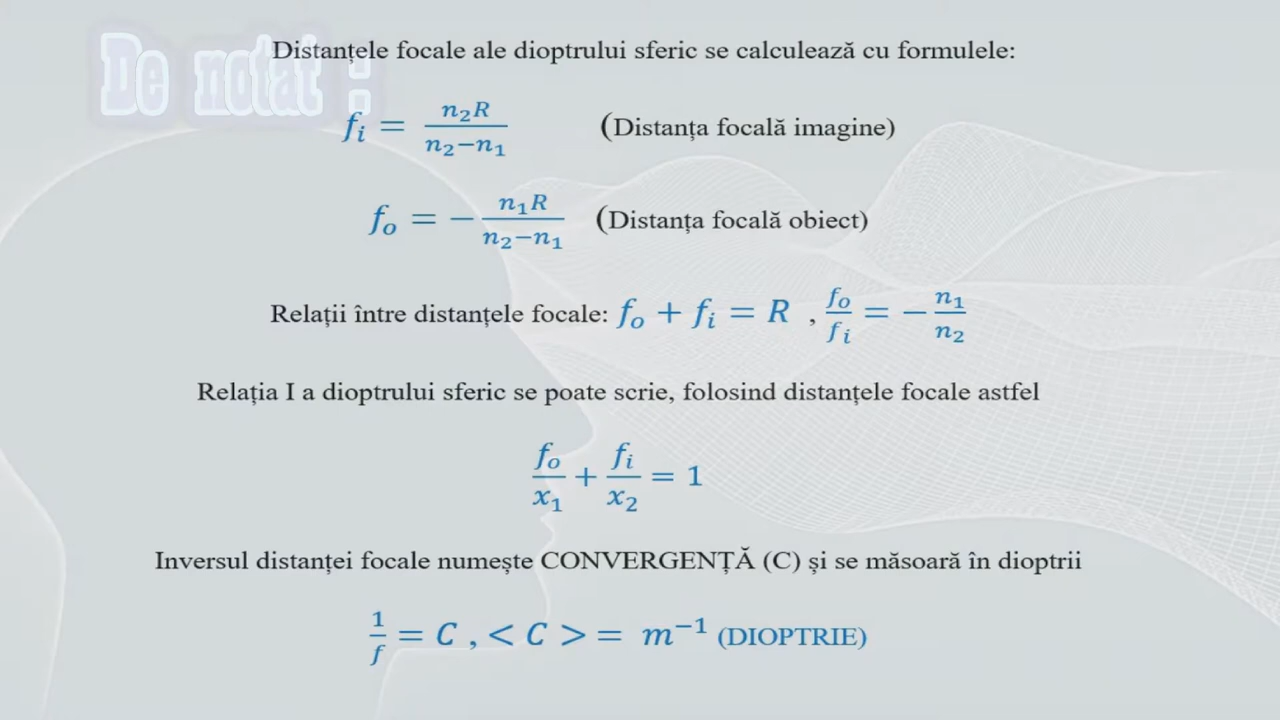 De notat :
Distanțele focale ale dioptrului sferic se calculează cu formulele:
f_i = n_2R / n_2−n_1 (Distanța focală imagine)
f_o = − n_1R / n_2−n_1 (Distanța focală obiect)
Relații între distanțele focale: f_o + f_i = R , f_o / f_i = − n_1 / n_2
Relația I a dioptrului sferic se poate scrie, folosind distanțele focale astfel
f_o / x_1 + f_i / x_2 = 1
Inversul distanței focale numește CONVERGENȚĂ (C) și se măsoară în dioptrii
1 / f = C , < C > = m⁻¹ (DIOPTRIE)